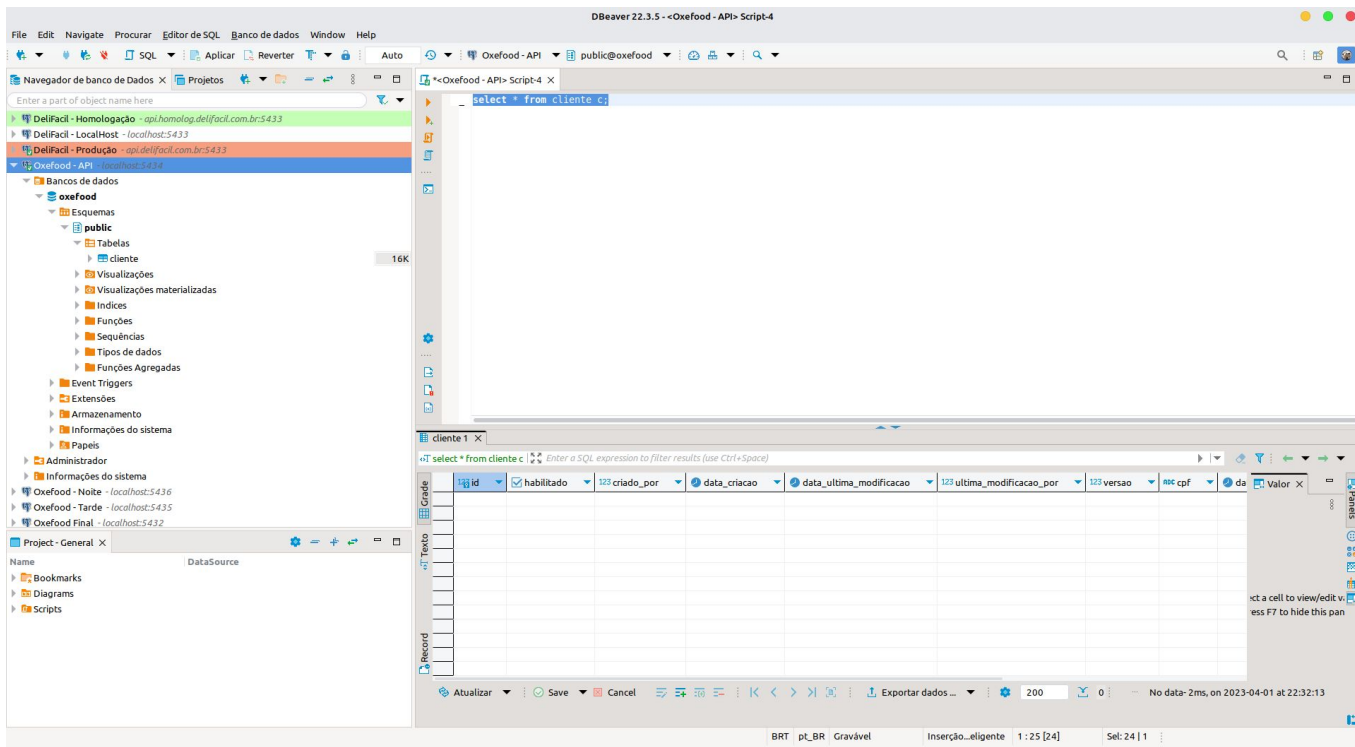 DBeaver 22.3.5 - <Oxefood - API> Script-4
File Edit Navigate Procurar Editor de SQL Banco de dados Window Help
SQL Aplicar Reverter Auto Oxefood - API public@oxefood
Navegador de banco de Dados Projetos
*<Oxefood - API> Script-4
Enter a part of object name here
select * from cliente c;
DeliFacil - Homologação - api.homolog.delifacil.com.br:5433
DeliFacil - LocalHost - localhost:5433
DeliFacil - Produção - api.delifacil.com.br:5433
Oxefood - API - localhost:5434
Bancos de dados
oxefood
Esquemas
public
Tabelas
cliente 16K
Visualizações
Visualizações materializadas
Indices
Funções
Sequências
Tipos de dados
Funções Agregadas
Event Triggers
Extensões
Armazenamento
Informações do sistema
Papeis
Administrador
Informações do sistema
Oxefood - Noite - localhost:5436
Oxefood - Tarde - localhost:5435
Oxefood Final - localhost:5432
Project - General
Name DataSource
Bookmarks
Diagrams
Scripts
cliente 1
select * from cliente c Enter a SQL expression to filter results (use Ctrl+Space)
Grade
Texto
Record
123 id habilitado 123 criado_por data_criacao data_ultima_modificacao 123 ultima_modificacao_por 123 versao ABC cpf da
Valor
Panels
ct a cell to view/edit v
ess F7 to hide this pan
Atualizar Save Cancel Exportar dados ... 200 0 No data- 2ms, on 2023-04-01 at 22:32:13
BRT pt_BR Gravável Inserção...eligente 1 : 25 [24] Sel: 24 | 1